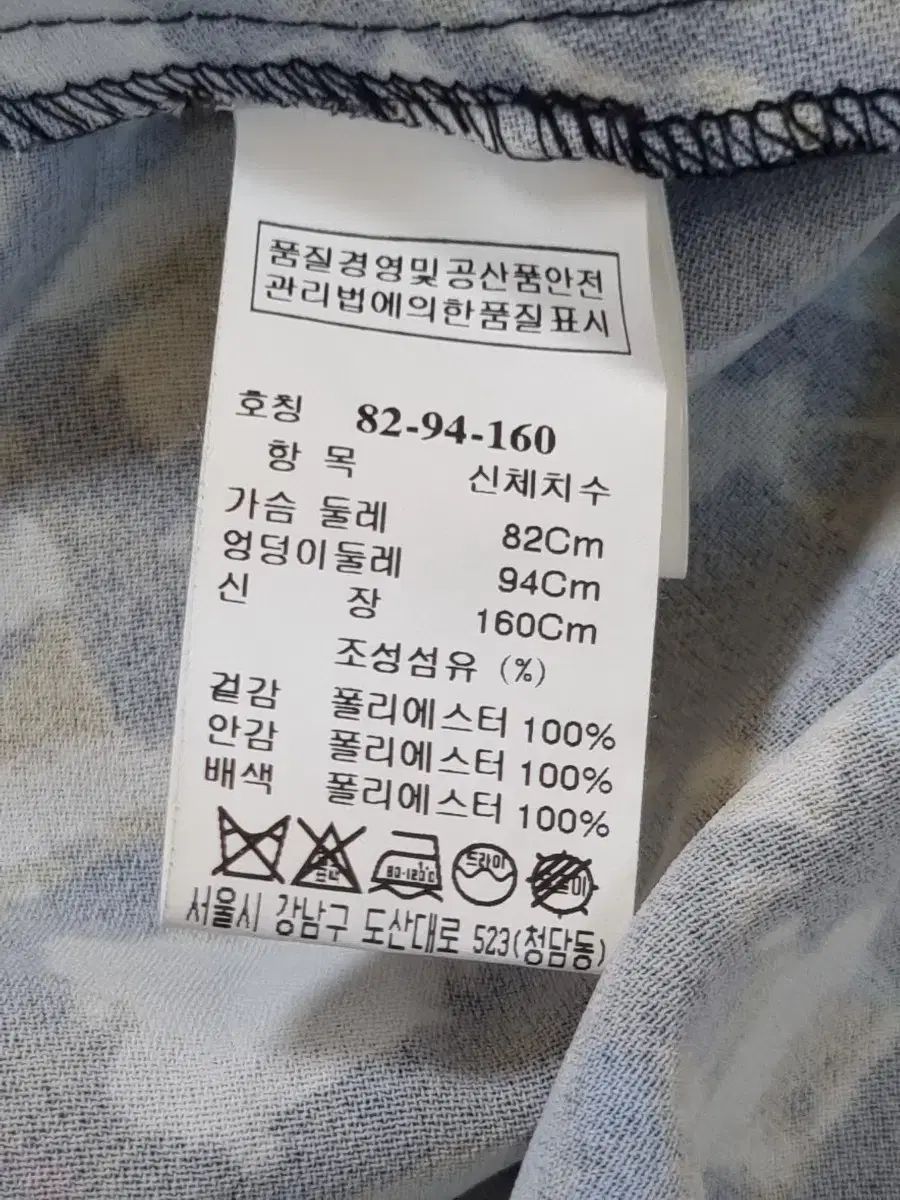 품질경영및공산품안전
관리법에의한품질표시
호칭 82-94-160
항 목 신체치수
가슴 둘레 82Cm
엉덩이둘레 94Cm
신 장 160Cm
조성섬유 (%)
겉감 폴리에스터 100%
안감 폴리에스터 100%
배색 폴리에스터 100%
80-120°C 드라이
서울시 강남구 도산대로 523(청담동)